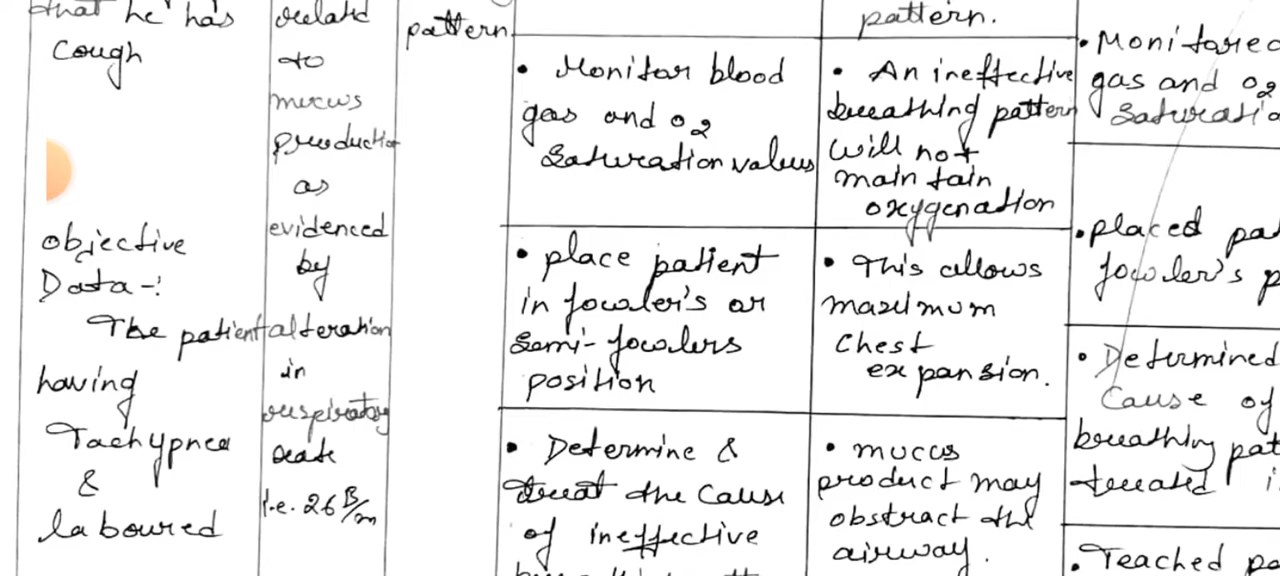 that he has
Cough
objective
Data-:
The patient
having
Tachypnea
&
laboured
related
to
mucus
production
as
evidenced
by
alteration
in
respiratory
rate
i.e. 26 B/m
pattern
• Monitor blood
gas and O2
Saturation values
• place patient
in fowler's or
Semi-fowlers
position
• Determine &
treat the Cause
of ineffective
pattern.
• An ineffective
breathing pattern
will not
maintain
oxygenation
• This allows
maximum
Chest
expansion.
• mucus
product may
obstract the
airway.
• Monitored
gas and O2
Saturatio
• placed pa
fowler's p
• Determined
Cause of
breathing pat
treated i
• Teached pa